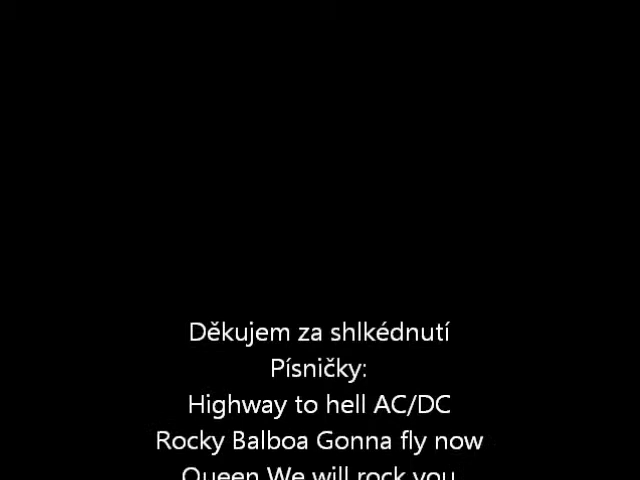 Děkujem za shlkédnutí
Písničky:
Highway to hell AC/DC
Rocky Balboa Gonna fly now
Queen We will rock you